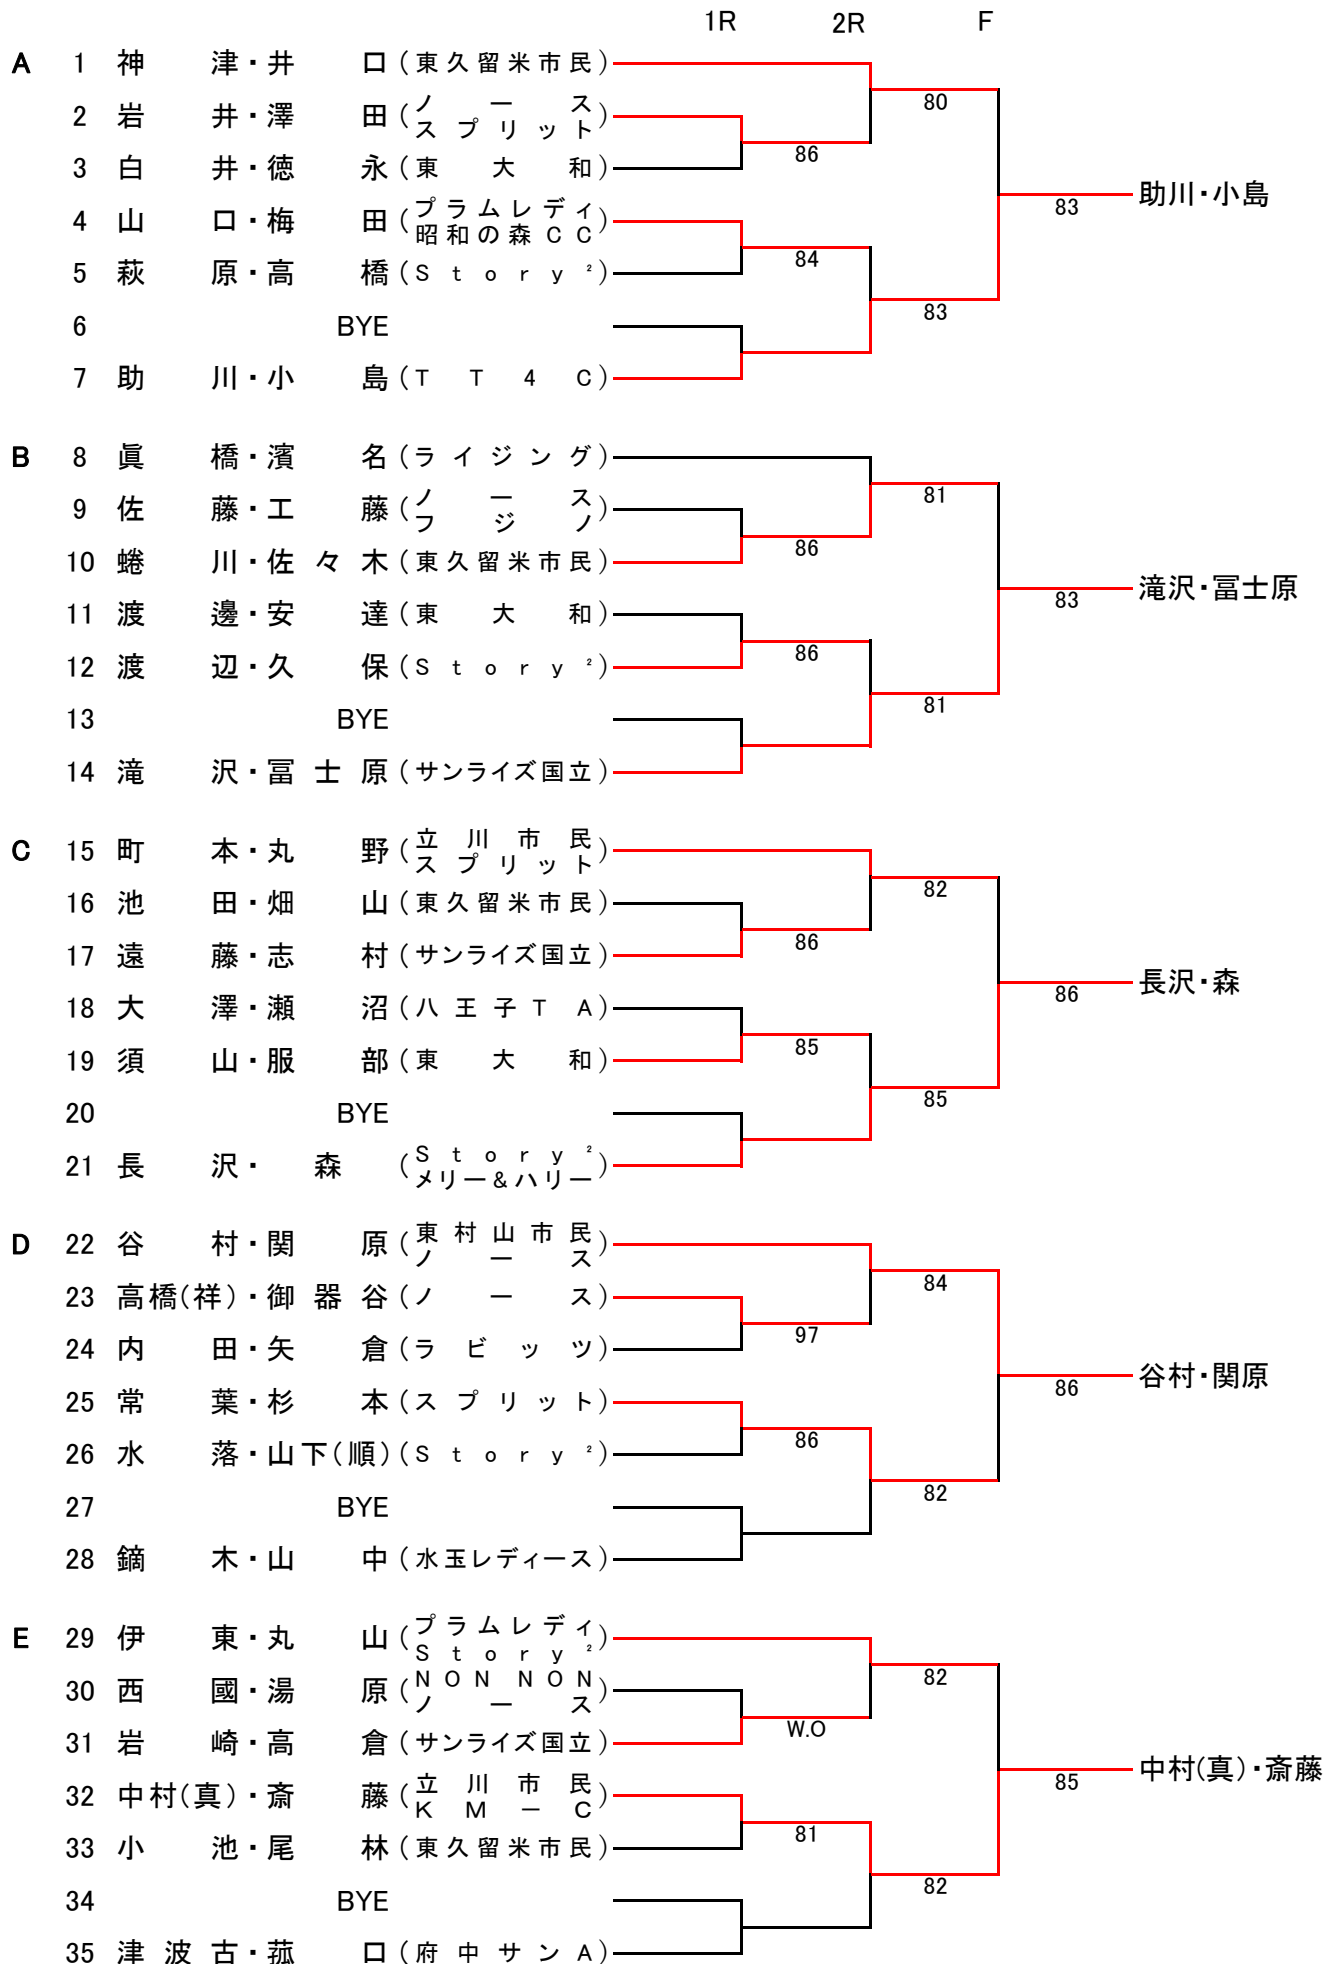 1R 2R F
A 1 神津・井口(東久留米市民)
80
2 岩井・澤田(ノース スプリット)
86
3 白井・徳永(東大和)
助川・小島
83
4 山口・梅田(プラムレディ 昭和の森CC)
84
5 萩原・高橋(Story²)
83
6 BYE
7 助川・小島(TT4C)
B 8 眞橋・濱名(ライジング)
81
9 佐藤・工藤(ノース フジノ)
86
10 蜷川・佐々木(東久留米市民)
滝沢・冨士原
83
11 渡邊・安達(東大和)
86
12 渡辺・久保(Story²)
81
13 BYE
14 滝沢・冨士原(サンライズ国立)
C 15 町本・丸野(立川市民 スプリット)
82
16 池田・畑山(東久留米市民)
86
17 遠藤・志村(サンライズ国立)
長沢・森
86
18 大澤・瀬沼(八王子TA)
85
19 須山・服部(東大和)
85
20 BYE
21 長沢・森(Story² メリー&ハリー)
D 22 谷村・関原(東村山市民 ノース)
84
23 高橋(祥)・御器谷(ノース)
97
24 内田・矢倉(ラビッツ)
谷村・関原
86
25 常葉・杉本(スプリット)
86
26 水落・山下(順)(Story²)
82
27 BYE
28 鏑木・山中(水玉レディース)
E 29 伊東・丸山(プラムレディ Story²)
82
30 西國・湯原(NON NON ノース)
W.O
31 岩崎・高倉(サンライズ国立)
中村(真)・斎藤
85
32 中村(真)・斎藤(立川市民 KM-C)
81
33 小池・尾林(東久留米市民)
82
34 BYE
35 津波古・菰口(府中サンA)